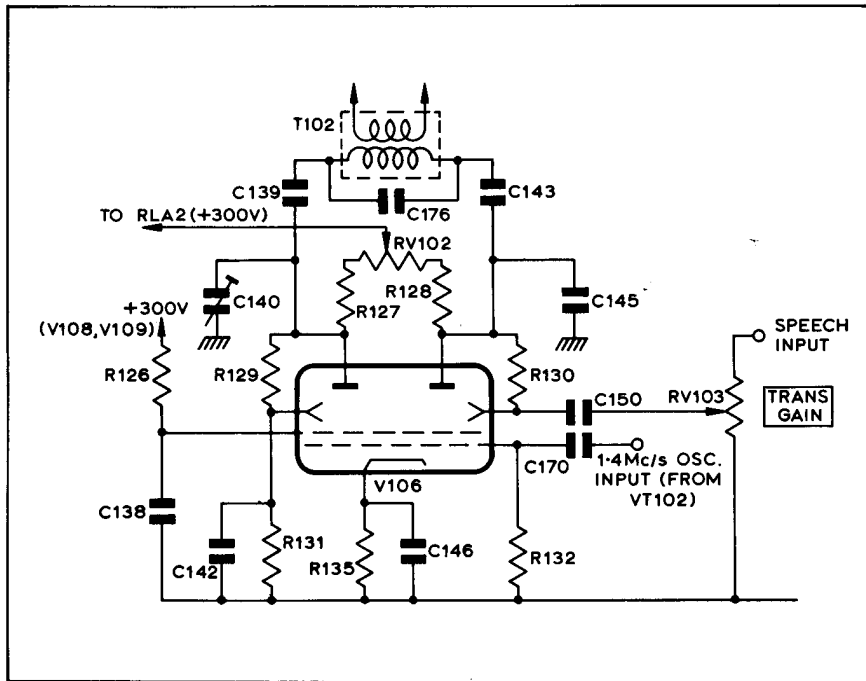 T102
C139
C143
C176
TO RLA2 (+300V)
RV102
C140
R127
R128
C145
+300V
(V108,V109)
SPEECH
INPUT
R126
R129
R130
C150
RV103
TRANS
GAIN
C170
1·4Mc/s OSC.
INPUT (FROM
VT102)
V106
C138
C142
R131
R135
C146
R132